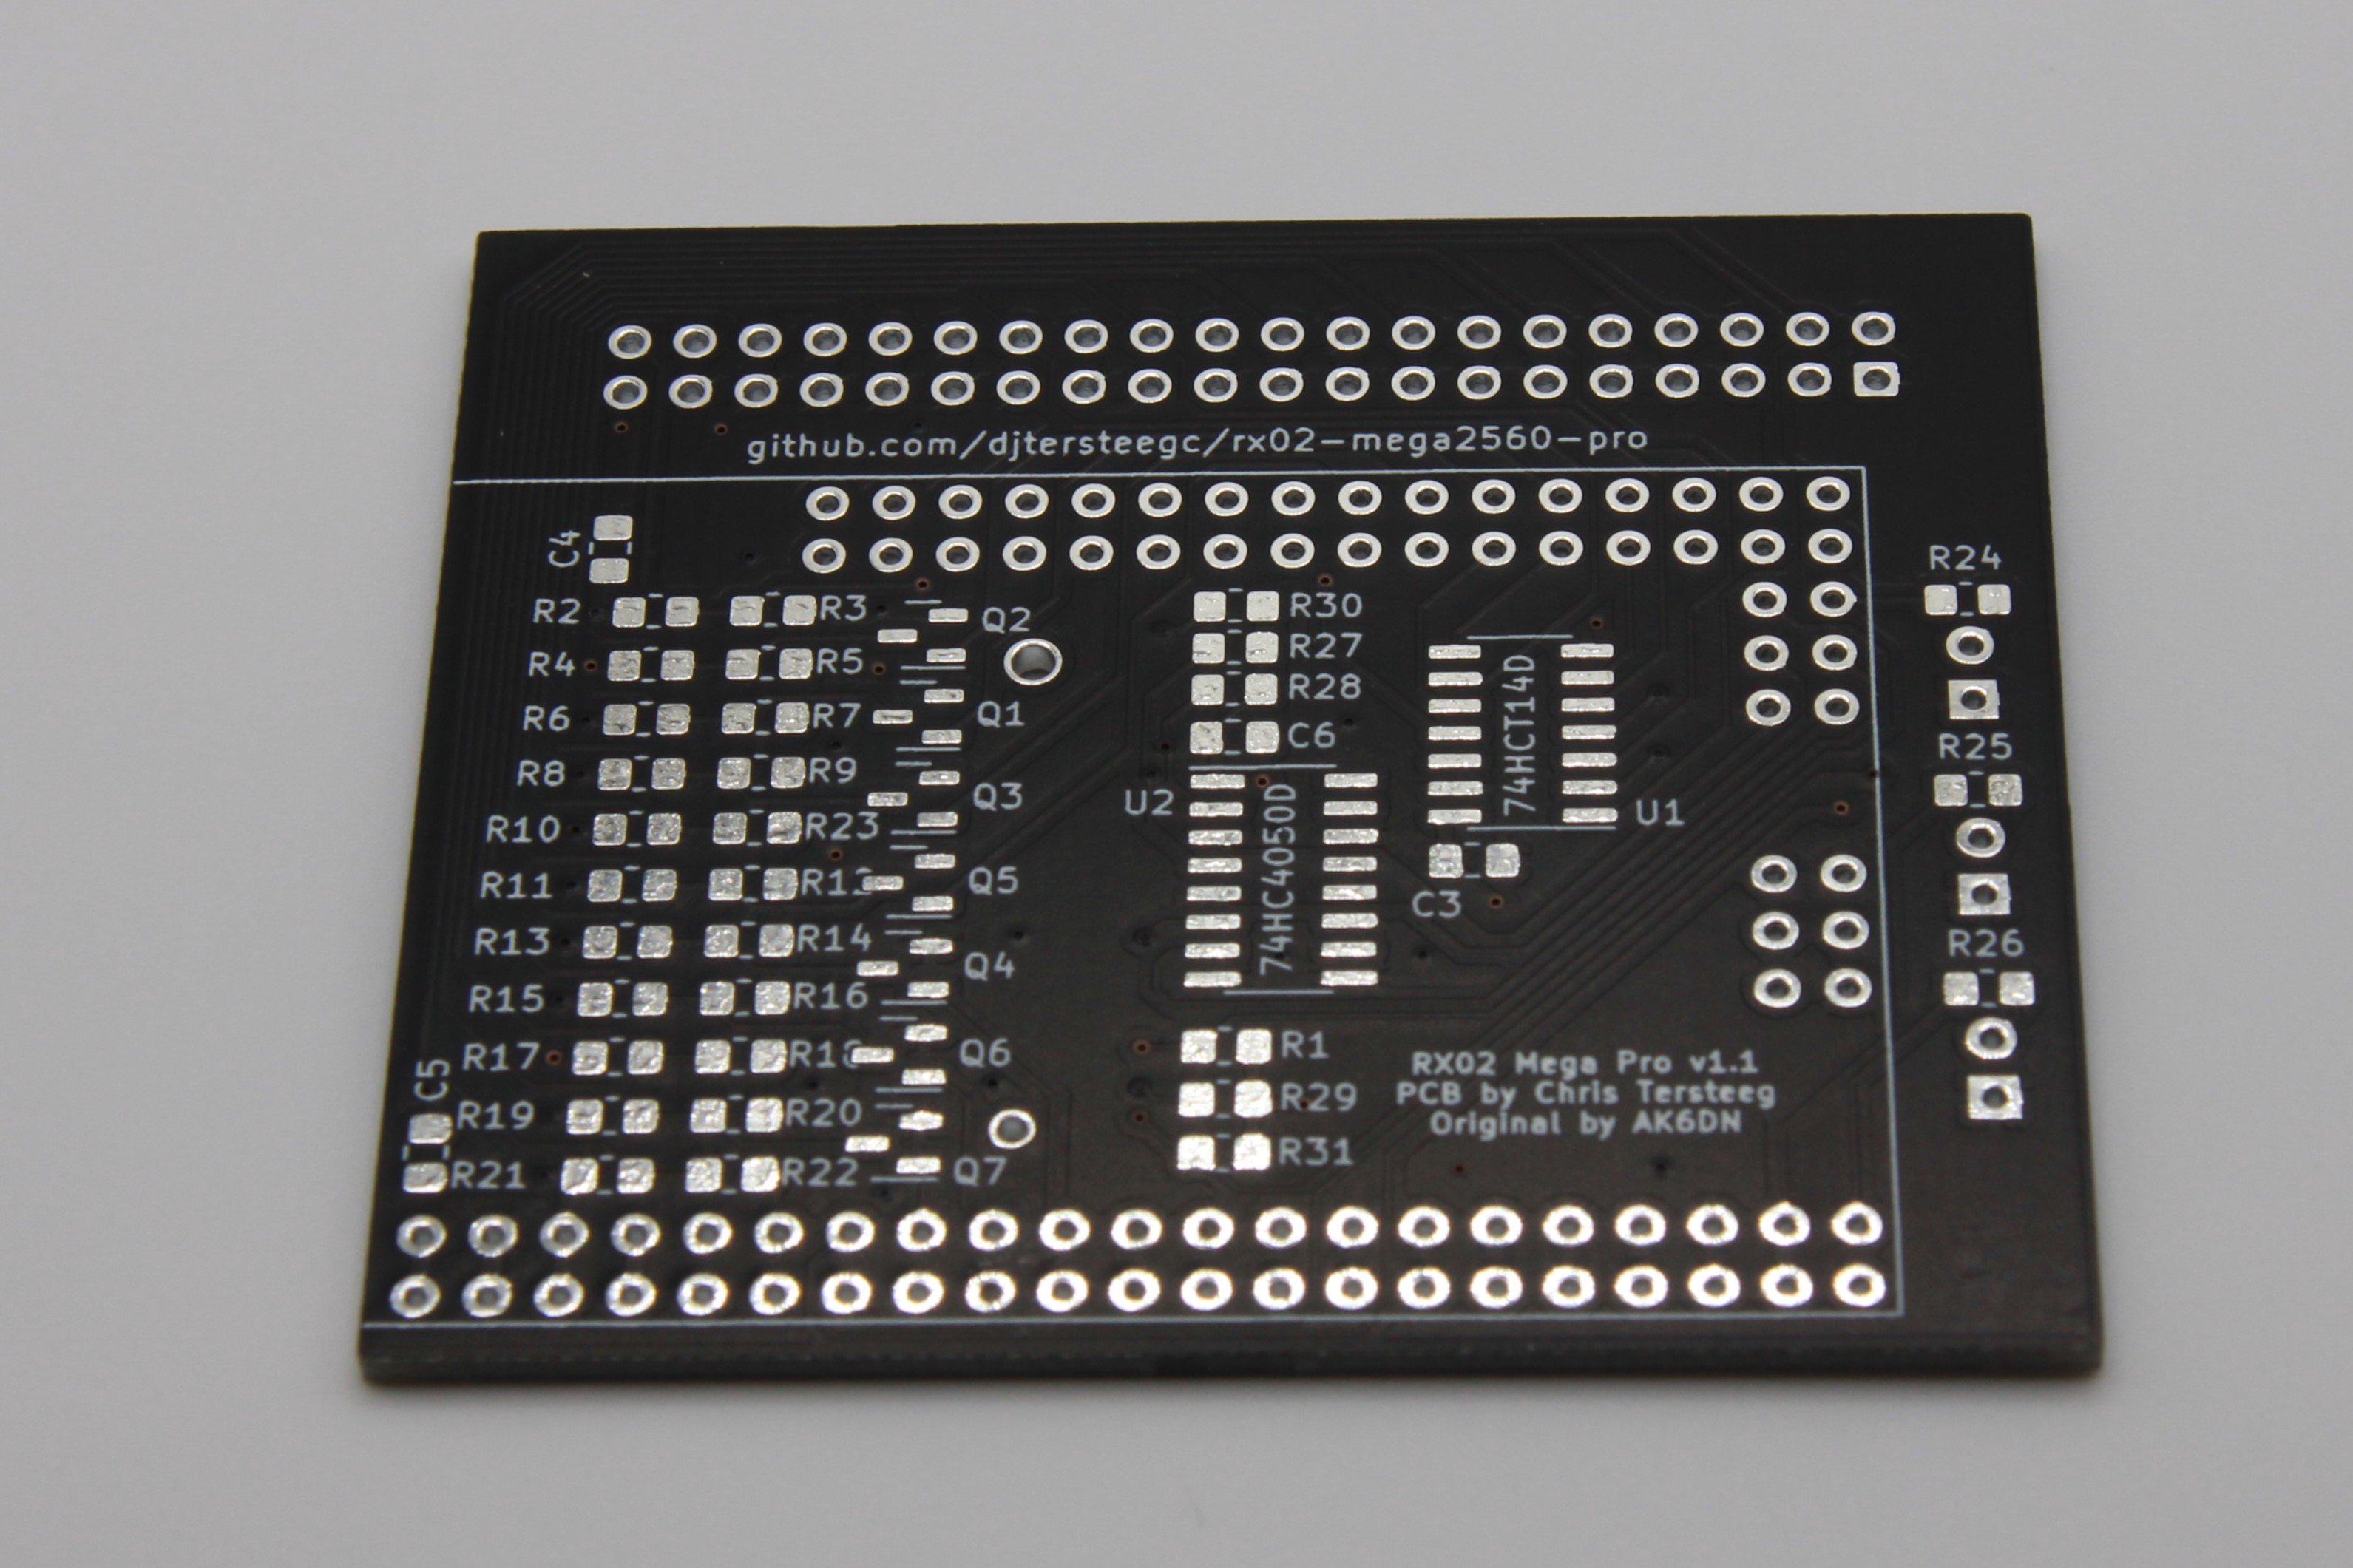 github.com/djtersteegc/rx02-mega2560-pro
C4
R24
R2 R3 Q2 R30
R4 R5 R27
R6 R7 Q1 R28
C6 R25
R8 R9 Q3
U2 74HC4050D 74HCT14D U1
R10 R23
R11 R12 Q5
C3
R13 R14 Q4 R26
R15 R16
R17 R18 Q6 R1
C5
R19 R20 R29
R21 R22 Q7 R31
RX02 Mega Pro v1.1
PCB by Chris Tersteeg
Original by AK6DN